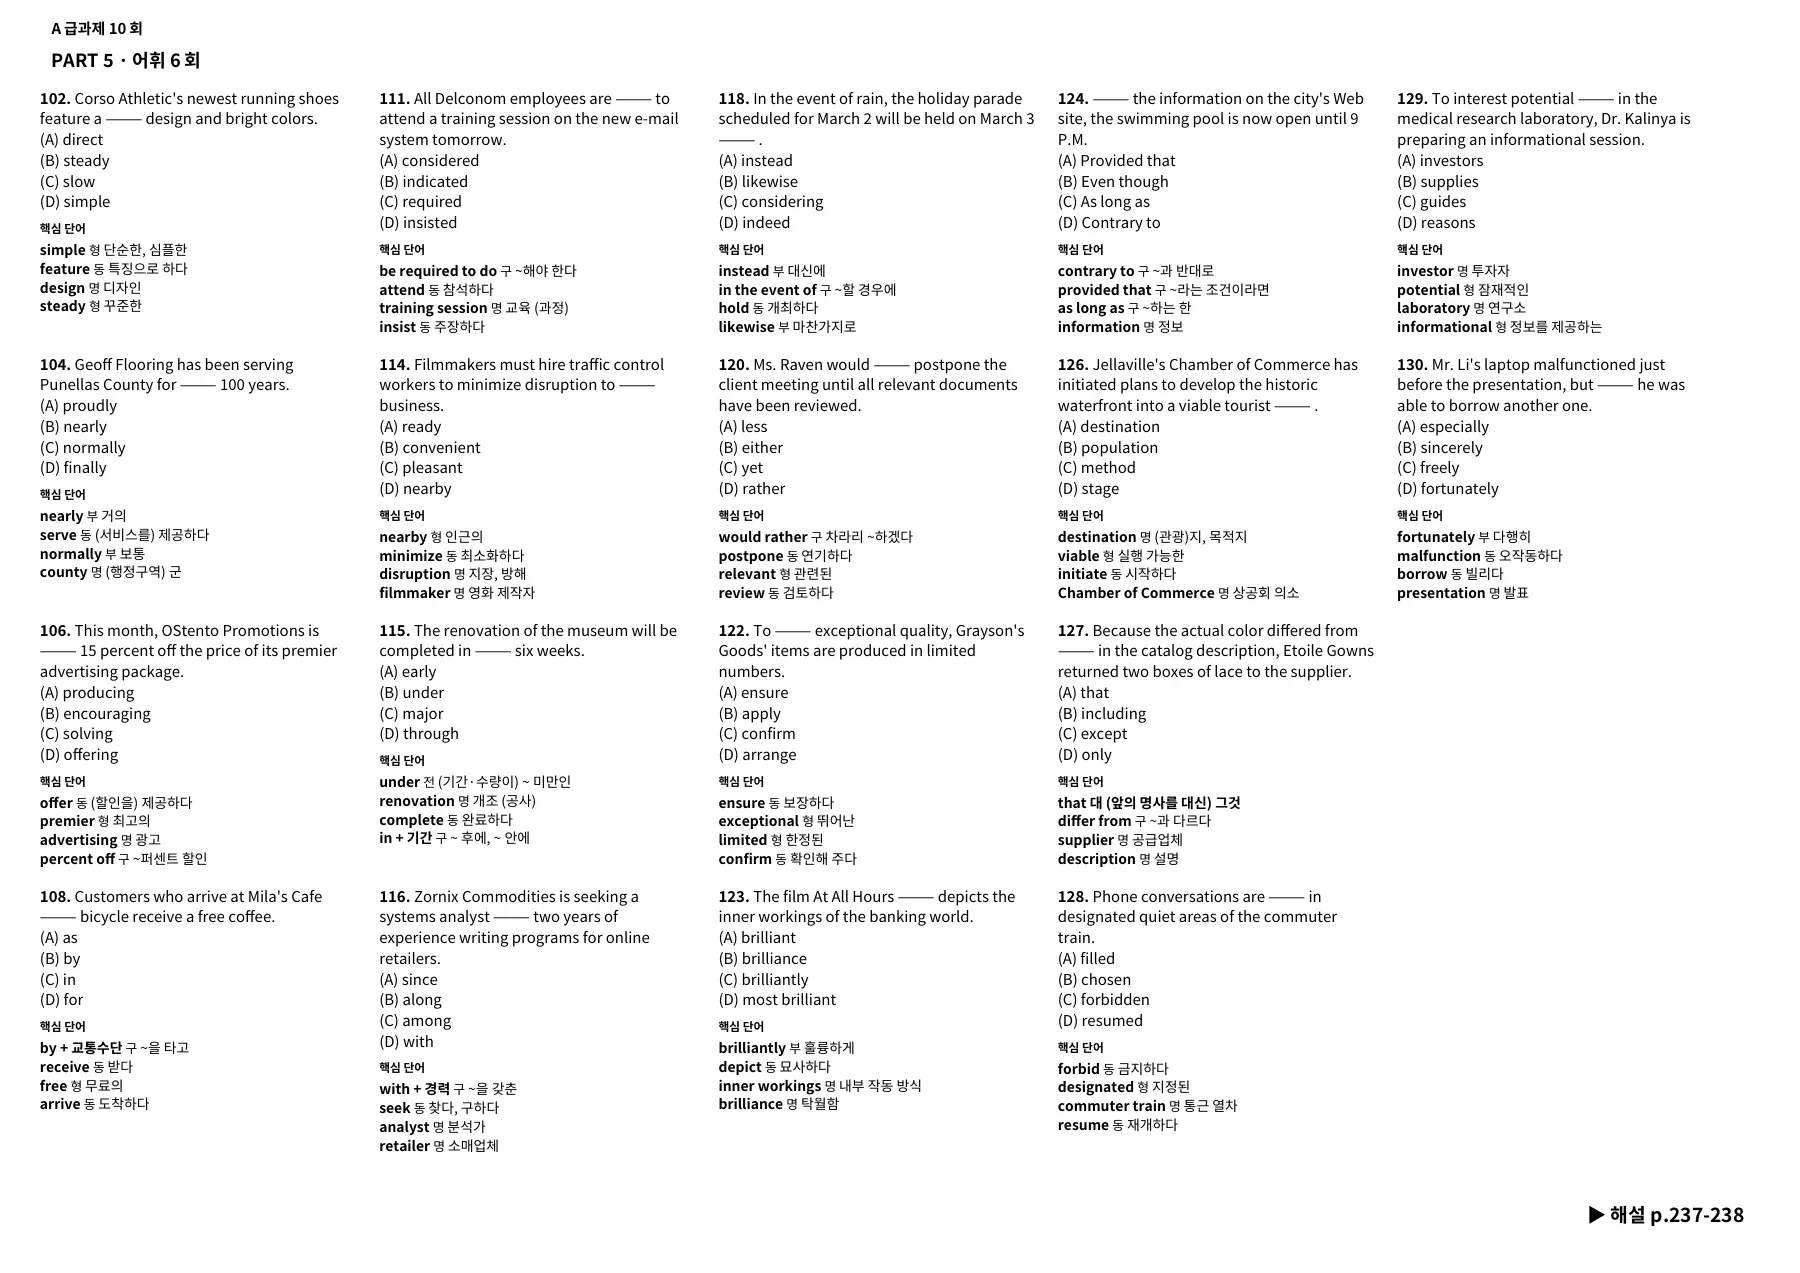 A 급과제 10 회
PART 5 · 어휘 6 회
102. Corso Athletic's newest running shoes
feature a —— design and bright colors.
(A) direct
(B) steady
(C) slow
(D) simple
핵심 단어
simple 형 단순한, 심플한
feature 동 특징으로 하다
design 명 디자인
steady 형 꾸준한
104. Geoff Flooring has been serving
Punellas County for —— 100 years.
(A) proudly
(B) nearly
(C) normally
(D) finally
핵심 단어
nearly 부 거의
serve 동 (서비스를) 제공하다
normally 부 보통
county 명 (행정구역) 군
106. This month, OStento Promotions is
—— 15 percent off the price of its premier
advertising package.
(A) producing
(B) encouraging
(C) solving
(D) offering
핵심 단어
offer 동 (할인을) 제공하다
premier 형 최고의
advertising 명 광고
percent off 구 ~퍼센트 할인
108. Customers who arrive at Mila's Cafe
—— bicycle receive a free coffee.
(A) as
(B) by
(C) in
(D) for
핵심 단어
by + 교통수단 구 ~을 타고
receive 동 받다
free 형 무료의
arrive 동 도착하다
111. All Delconom employees are —— to
attend a training session on the new e-mail
system tomorrow.
(A) considered
(B) indicated
(C) required
(D) insisted
핵심 단어
be required to do 구 ~해야 한다
attend 동 참석하다
training session 명 교육 (과정)
insist 동 주장하다
114. Filmmakers must hire traffic control
workers to minimize disruption to ——
business.
(A) ready
(B) convenient
(C) pleasant
(D) nearby
핵심 단어
nearby 형 인근의
minimize 동 최소화하다
disruption 명 지장, 방해
filmmaker 명 영화 제작자
115. The renovation of the museum will be
completed in —— six weeks.
(A) early
(B) under
(C) major
(D) through
핵심 단어
under 전 (기간·수량이) ~ 미만인
renovation 명 개조 (공사)
complete 동 완료하다
in + 기간 구 ~ 후에, ~ 안에
116. Zornix Commodities is seeking a
systems analyst —— two years of
experience writing programs for online
retailers.
(A) since
(B) along
(C) among
(D) with
핵심 단어
with + 경력 구 ~을 갖춘
seek 동 찾다, 구하다
analyst 명 분석가
retailer 명 소매업체
118. In the event of rain, the holiday parade
scheduled for March 2 will be held on March 3
—— .
(A) instead
(B) likewise
(C) considering
(D) indeed
핵심 단어
instead 부 대신에
in the event of 구 ~할 경우에
hold 동 개최하다
likewise 부 마찬가지로
120. Ms. Raven would —— postpone the
client meeting until all relevant documents
have been reviewed.
(A) less
(B) either
(C) yet
(D) rather
핵심 단어
would rather 구 차라리 ~하겠다
postpone 동 연기하다
relevant 형 관련된
review 동 검토하다
122. To —— exceptional quality, Grayson's
Goods' items are produced in limited
numbers.
(A) ensure
(B) apply
(C) confirm
(D) arrange
핵심 단어
ensure 동 보장하다
exceptional 형 뛰어난
limited 형 한정된
confirm 동 확인해 주다
123. The film At All Hours —— depicts the
inner workings of the banking world.
(A) brilliant
(B) brilliance
(C) brilliantly
(D) most brilliant
핵심 단어
brilliantly 부 훌륭하게
depict 동 묘사하다
inner workings 명 내부 작동 방식
brilliance 명 탁월함
124. —— the information on the city's Web
site, the swimming pool is now open until 9
P.M.
(A) Provided that
(B) Even though
(C) As long as
(D) Contrary to
핵심 단어
contrary to 구 ~과 반대로
provided that 구 ~라는 조건이라면
as long as 구 ~하는 한
information 명 정보
126. Jellaville's Chamber of Commerce has
initiated plans to develop the historic
waterfront into a viable tourist —— .
(A) destination
(B) population
(C) method
(D) stage
핵심 단어
destination 명 (관광)지, 목적지
viable 형 실행 가능한
initiate 동 시작하다
Chamber of Commerce 명 상공회 의소
127. Because the actual color differed from
—— in the catalog description, Etoile Gowns
returned two boxes of lace to the supplier.
(A) that
(B) including
(C) except
(D) only
핵심 단어
that 대 (앞의 명사를 대신) 그것
differ from 구 ~과 다르다
supplier 명 공급업체
description 명 설명
128. Phone conversations are —— in
designated quiet areas of the commuter
train.
(A) filled
(B) chosen
(C) forbidden
(D) resumed
핵심 단어
forbid 동 금지하다
designated 형 지정된
commuter train 명 통근 열차
resume 동 재개하다
129. To interest potential —— in the
medical research laboratory, Dr. Kalinya is
preparing an informational session.
(A) investors
(B) supplies
(C) guides
(D) reasons
핵심 단어
investor 명 투자자
potential 형 잠재적인
laboratory 명 연구소
informational 형 정보를 제공하는
130. Mr. Li's laptop malfunctioned just
before the presentation, but —— he was
able to borrow another one.
(A) especially
(B) sincerely
(C) freely
(D) fortunately
핵심 단어
fortunately 부 다행히
malfunction 동 오작동하다
borrow 동 빌리다
presentation 명 발표
▶ 해설 p.237-238